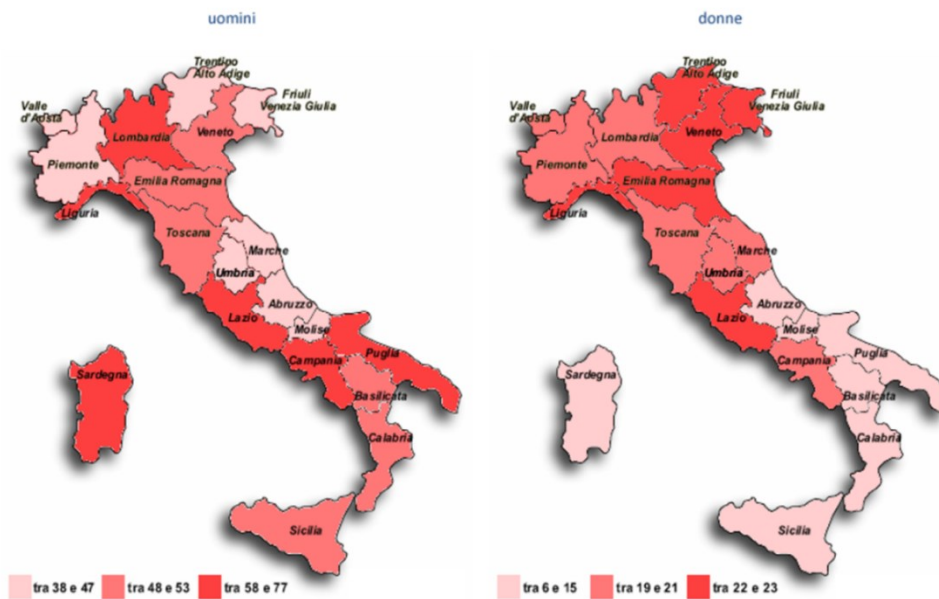 uomini
Trentino
Alto Adige
Friuli
Venezia Giulia
Valle
d'Aosta
Lombardia
Veneto
Piemonte
Emilia Romagna
Liguria
Toscana
Marche
Umbria
Abruzzo
Lazio
Molise
Campania
Puglia
Sardegna
Basilicata
Calabria
Sicilia
tra 38 e 47
tra 48 e 53
tra 58 e 77
donne
Trentino
Alto Adige
Friuli
Venezia Giulia
Valle
d'Aosta
Lombardia
Veneto
Piemonte
Emilia Romagna
Liguria
Toscana
Marche
Umbria
Abruzzo
Lazio
Molise
Campania
Puglia
Sardegna
Basilicata
Calabria
Sicilia
tra 6 e 15
tra 19 e 21
tra 22 e 23